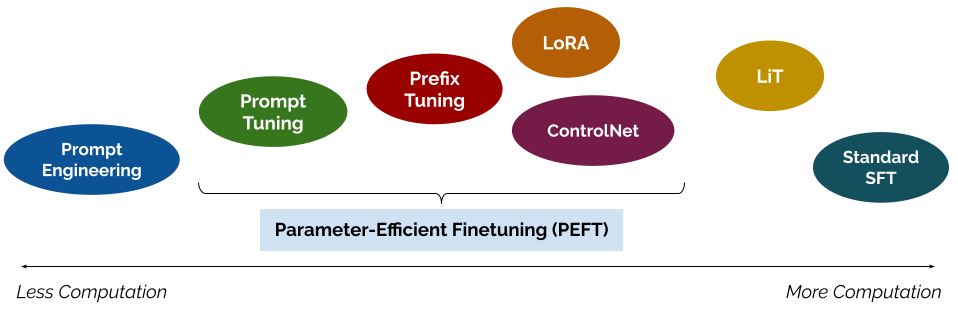 Prompt
Engineering
Prompt
Tuning
Prefix
Tuning
LoRA
ControlNet
LiT
Standard
SFT
Parameter-Efficient Finetuning (PEFT)
Less Computation
More Computation